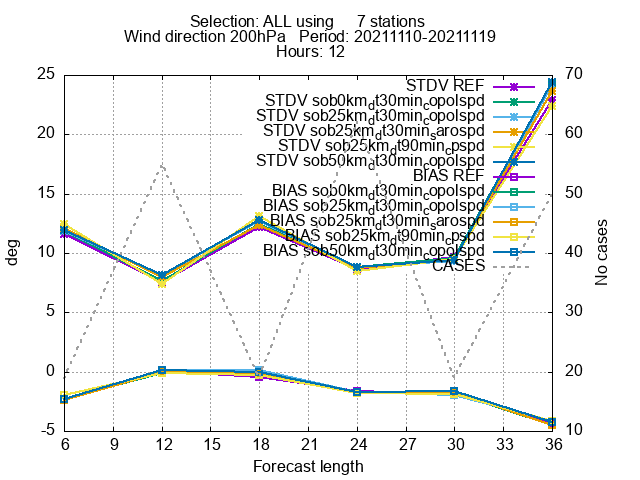 Selection: ALL using 7 stations
Wind direction 200hPa Period: 20211110-20211119
Hours: 12
25 70
STDV REF
STDV sob0km_dt30min_copolspd
STDV sob25km_dt30min_copolspd
STDV sob25km_dt30min_sarospd
STDV sob25km_dt90min_cpspd
STDV sob50km_dt30min_copolspd
BIAS REF
BIAS sob0km_dt30min_copolspd
BIAS sob25km_dt30min_copolspd
BIAS sob25km_dt30min_sarospd
BIAS sob25km_dt90min_cpspd
BIAS sob50km_dt30min_copolspd
CASES
20 60
15 50
10 40
5 30
0 20
-5 10
deg
No cases
6 9 12 15 18 21 24 27 30 33 36
Forecast length